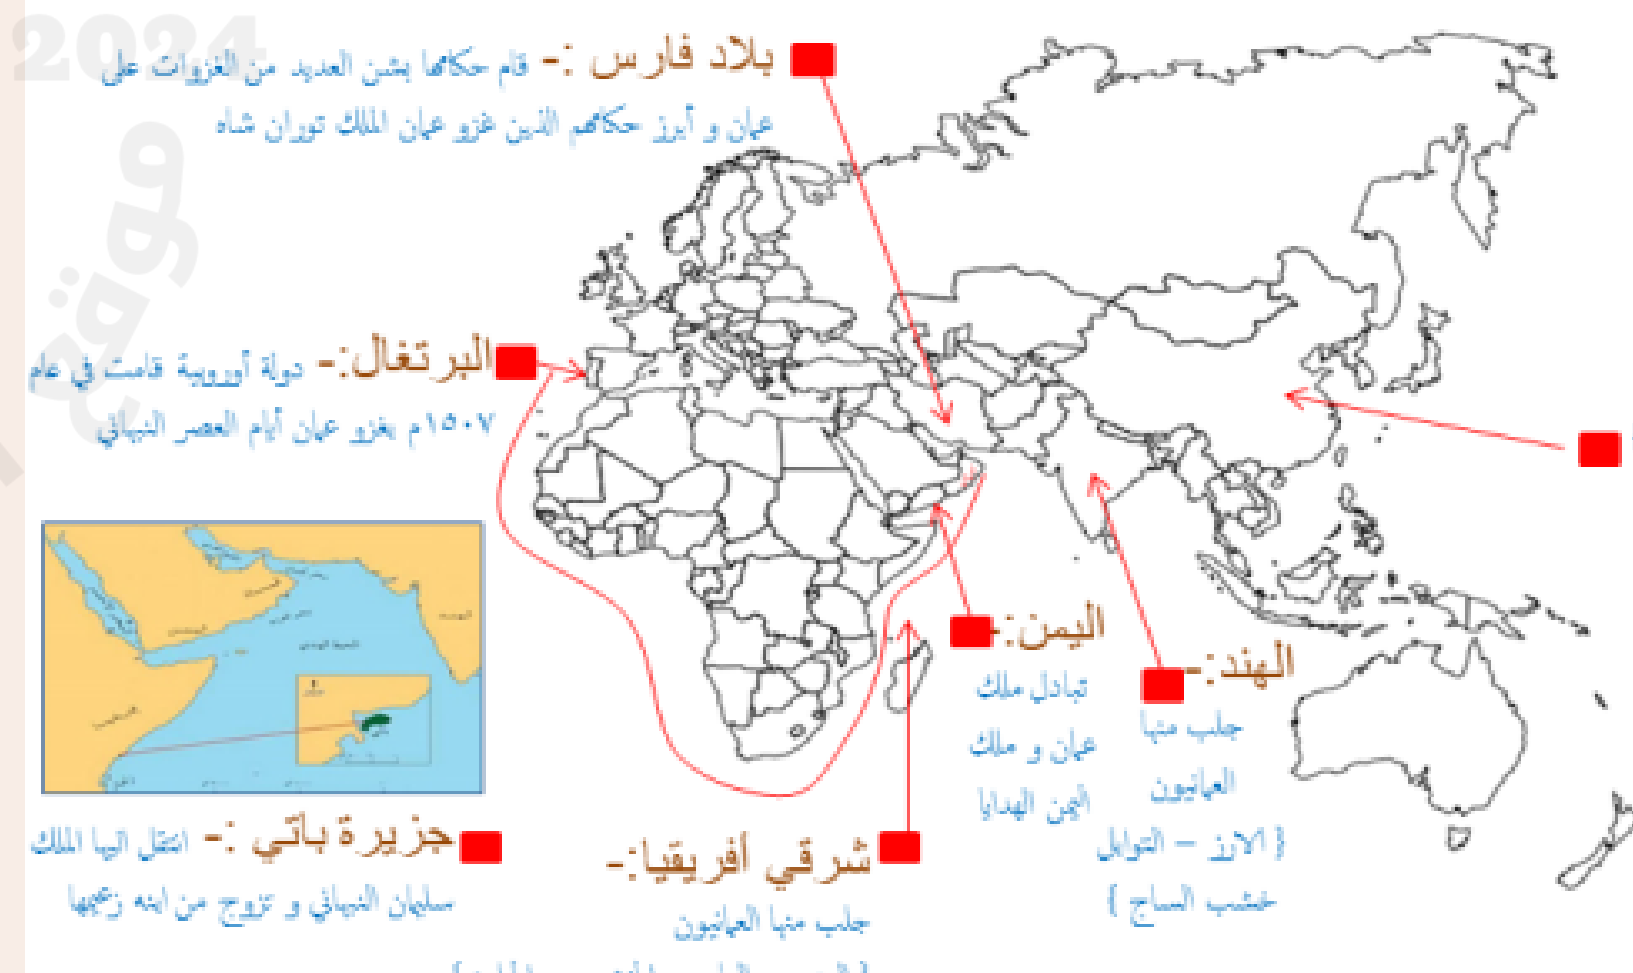 2024
موقع
بلاد فارس :- قام حكامها بشن العديد من الغزوات على
عمان و أبرز حكامهم الذين غزو عمان الملك توران شاه
البرتغال:- دولة أوروبية قامت في عام
١٥٠٧م بغزو عمان أيام العصر النبهاني
اليمن:-
تبادل ملك
عمان و ملك
اليمن الهدايا
الهند:-
جلب منها
العمانيون
{ الارز – التوابل
خشب الساج }
جزيرة باتي :- انتقل اليها الملك
سليمان النبهاني و تزوج من ابنه زعيمها
شرقي أفريقيا:-
جلب منها العمانيون